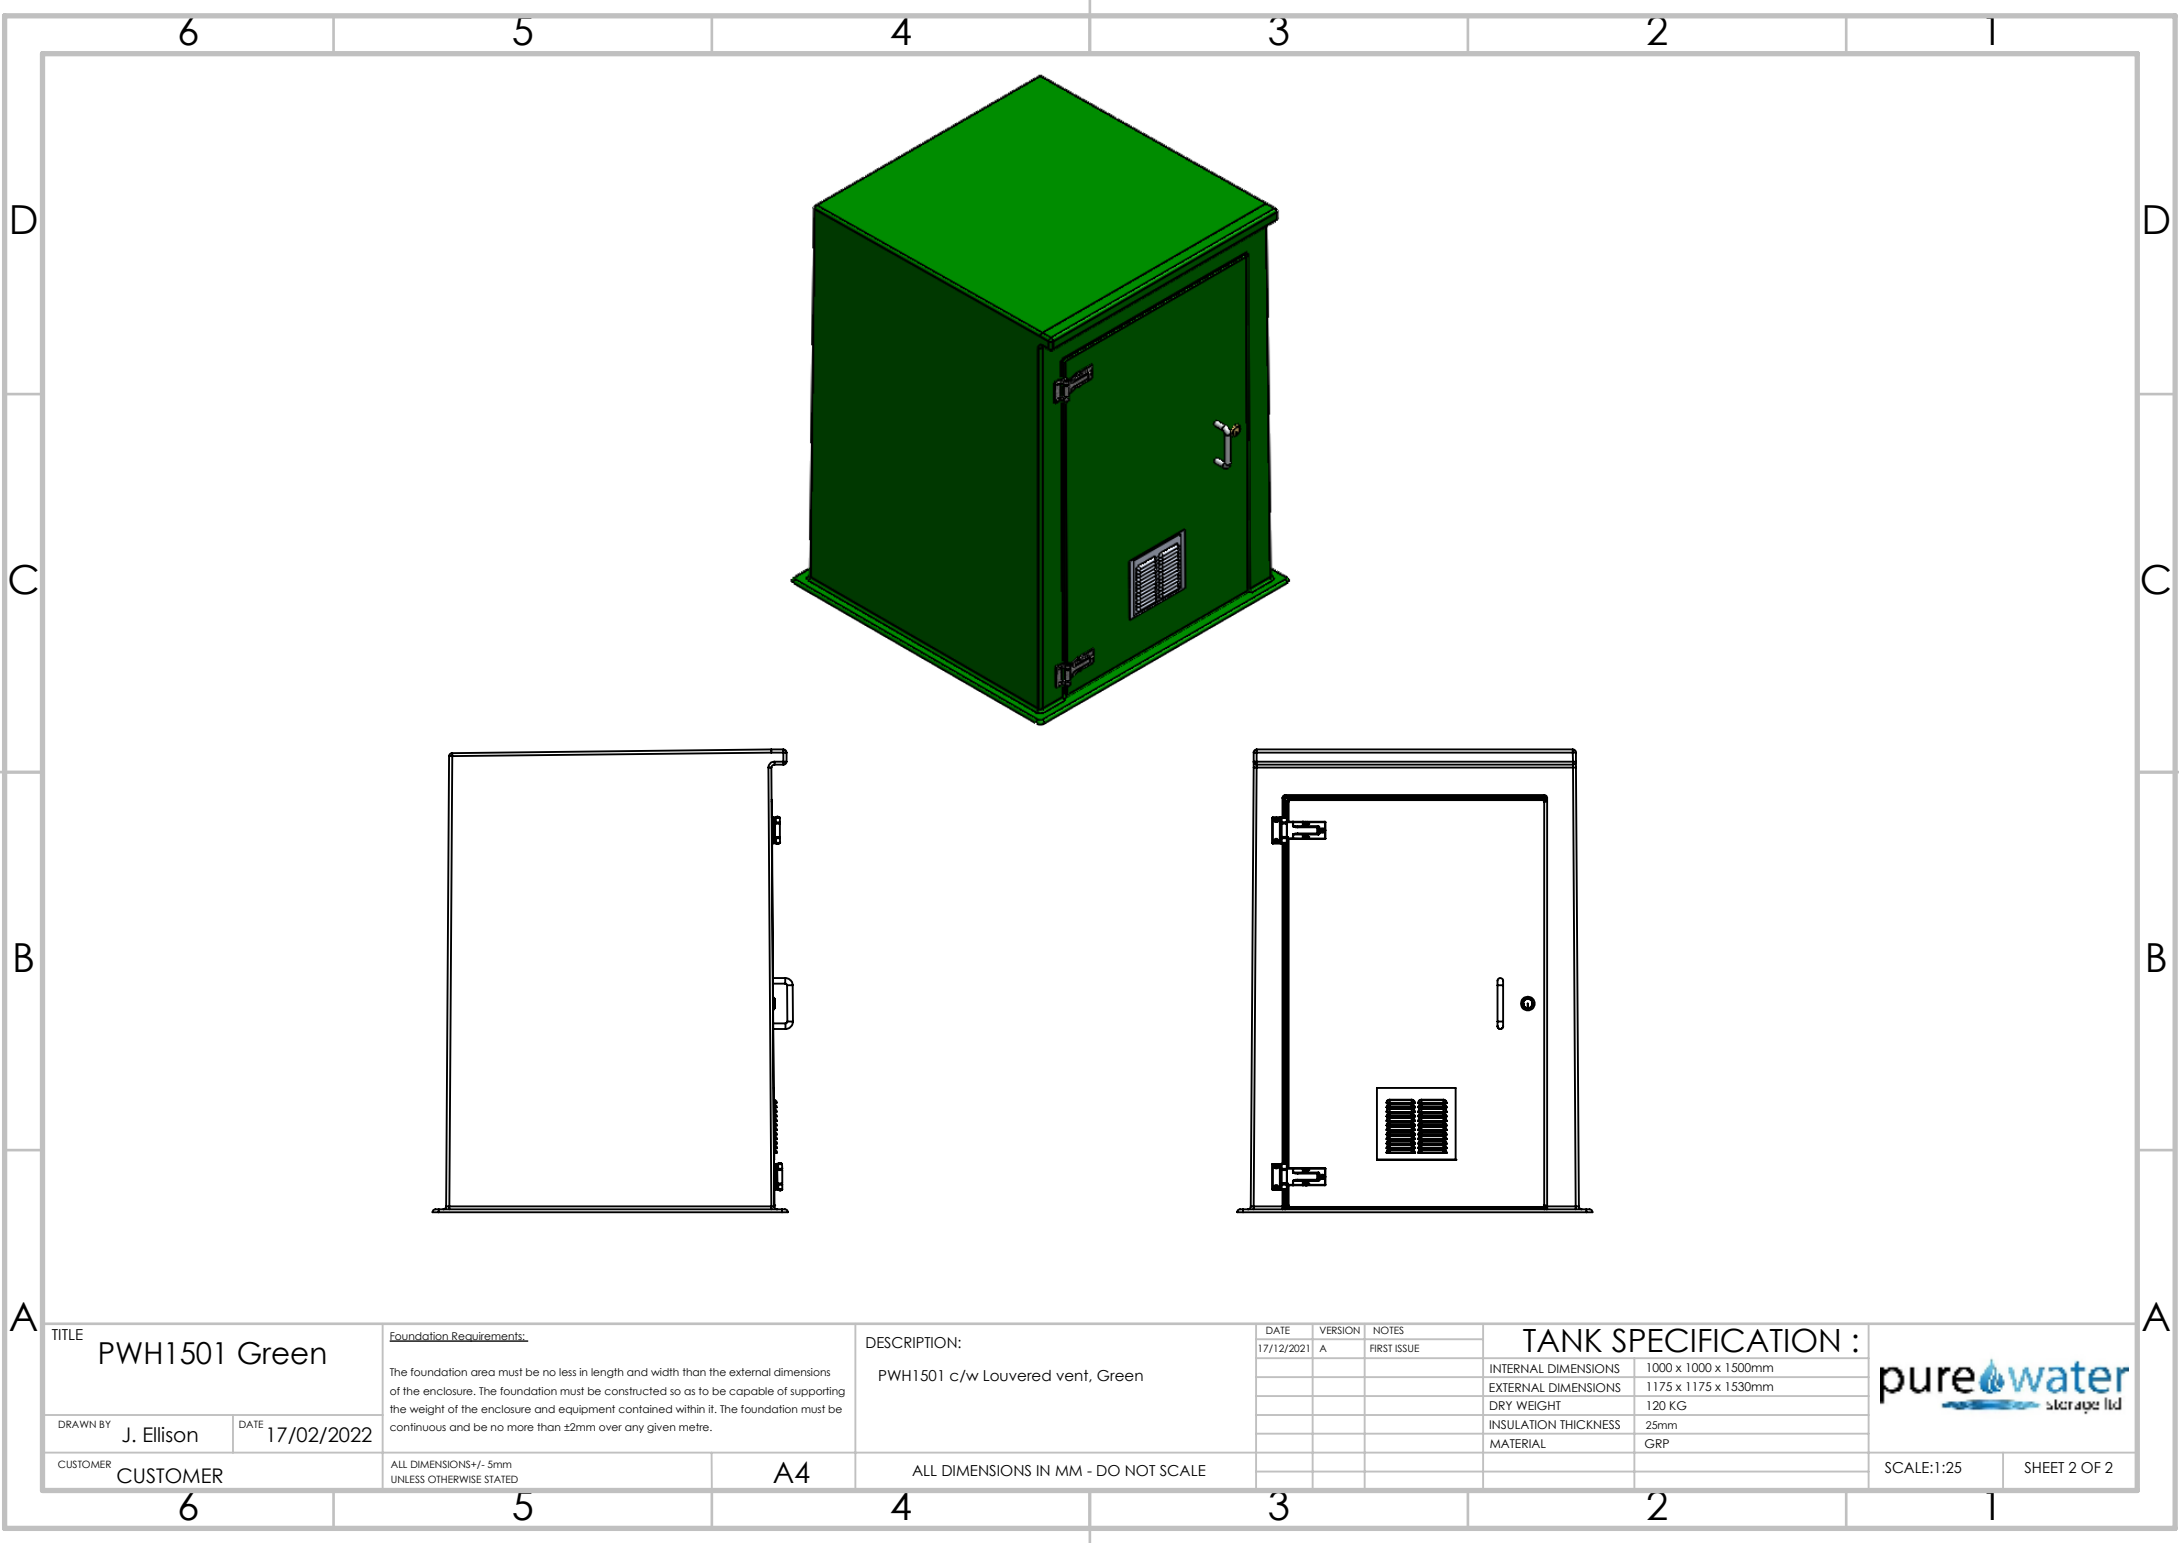 6 5 4 3 2 1
D D
C C
B B
A A
TITLE
PWH1501 Green
DRAWN BY
J. Ellison
DATE
17/02/2022
CUSTOMER
CUSTOMER
Foundation Requirements:
The foundation area must be no less in length and width than the external dimensions
of the enclosure. The foundation must be constructed so as to be capable of supporting
the weight of the enclosure and equipment contained within it. The foundation must be
continuous and be no more than ±2mm over any given metre.
ALL DIMENSIONS+/- 5mm
UNLESS OTHERWISE STATED
A4
DESCRIPTION:
PWH1501 c/w Louvered vent, Green
ALL DIMENSIONS IN MM - DO NOT SCALE
DATE VERSION NOTES
17/12/2021 A FIRST ISSUE
TANK SPECIFICATION :
INTERNAL DIMENSIONS 1000 x 1000 x 1500mm
EXTERNAL DIMENSIONS 1175 x 1175 x 1530mm
DRY WEIGHT 120 KG
INSULATION THICKNESS 25mm
MATERIAL GRP
pure water
storage ltd
SCALE:1:25
SHEET 2 OF 2
6 5 4 3 2 1